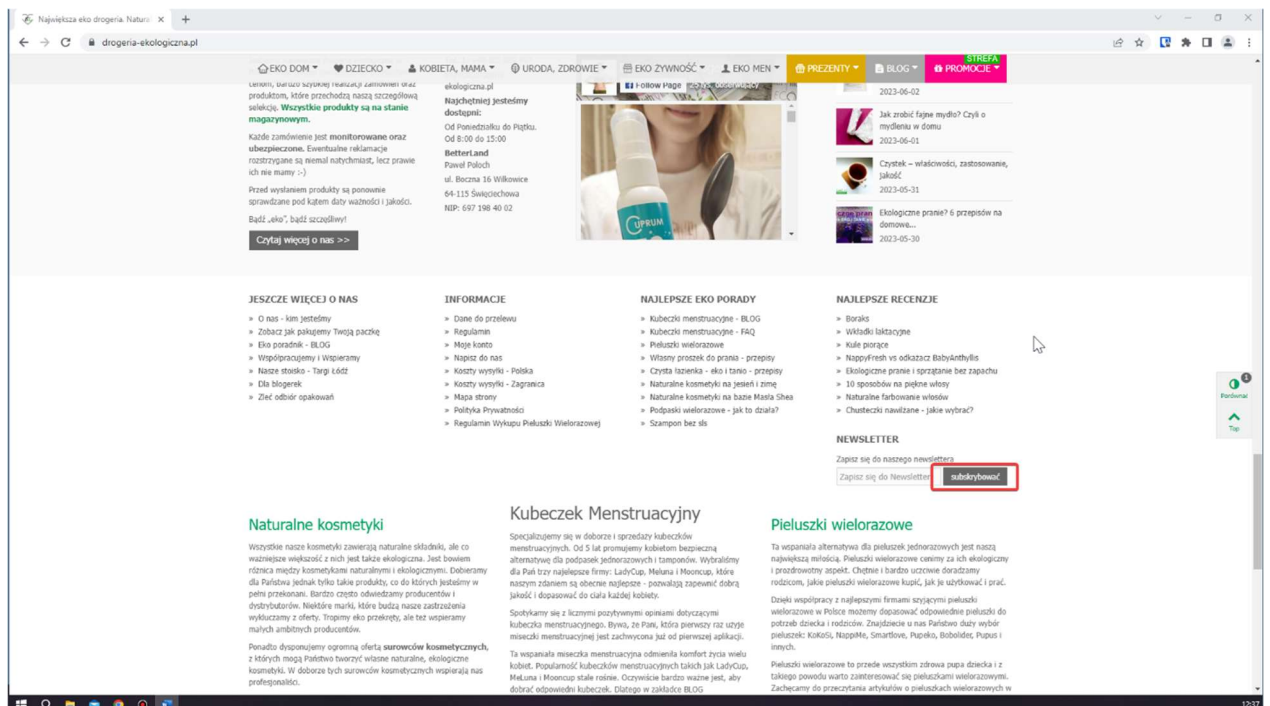 Największa eko drogeria. Natura
drogeria-ekologiczna.pl
EKO DOM
DZIECKO
KOBIETA, MAMA
URODA, ZDROWIE
EKO ŻYWNOŚĆ
EKO MEN
PREZENTY
BLOG
STREFA
PROMOCJE
cenom, bardzo szybkiej realizacji zamówień oraz
produktom, które przechodzą naszą szczegółową
selekcję. Wszystkie produkty są na stanie
magazynowym.
Każde zamówienie jest monitorowane oraz
ubezpieczone. Ewentualne reklamacje
rozstrzygane są niemal natychmiast, lecz prawie
ich nie mamy :-)
Przed wysłaniem produkty są ponownie
sprawdzane pod kątem daty ważności i jakości.
Bądź „eko", bądź szczęśliwy!
Czytaj więcej o nas >>
ekologiczna.pl
Najchętniej jesteśmy
dostępni:
Od Poniedziałku do Piątku.
Od 8:00 do 15:00
BetterLand
Paweł Poloch
ul. Boczna 16 Wilkowice
64-115 Święciechowa
NIP: 697 198 40 02
Follow Page
obserwujący
CUPRUM
2023-06-02
Jak zrobić fajne mydło? Czyli o
mydleniu w domu
2023-06-01
Czystek – właściwości, zastosowanie,
jakość
2023-05-31
Ekologiczne pranie? 6 przepisów na
domowe...
2023-05-30
JESZCZE WIĘCEJ O NAS
» O nas - kim jesteśmy
» Zobacz jak pakujemy Twoją paczkę
» Eko poradnik - BLOG
» Współpracujemy i Wspieramy
» Nasze stoisko - Targi Łódź
» Dla blogerek
» Zleć odbiór opakowań
INFORMACJE
» Dane do przelewu
» Regulamin
» Moje konto
» Napisz do nas
» Koszty wysyłki - Polska
» Koszty wysyłki - Zagranica
» Mapa strony
» Polityka Prywatności
» Regulamin Wykupu Pieluszki Wielorazowej
NAJLEPSZE EKO PORADY
» Kubeczki menstruacyjne - BLOG
» Kubeczki menstruacyjne - FAQ
» Pieluszki wielorazowe
» Własny proszek do prania - przepisy
» Czysta łazienka - eko i tanio - przepisy
» Naturalne kosmetyki na jesień i zimę
» Naturalne kosmetyki na bazie Masła Shea
» Podpaski wielorazowe - jak to działa?
» Szampon bez sls
NAJLEPSZE RECENZJE
» Boraks
» Wkładki laktacyjne
» Kule piorące
» NappyFresh vs odkażacz BabyAnthyllis
» Ekologiczne pranie i sprzątanie bez zapachu
» 10 sposobów na piękne włosy
» Naturalne farbowanie włosów
» Chusteczki nawilżane - jakie wybrać?
1
Porównać
Top
NEWSLETTER
Zapisz się do naszego newslettera
Zapisz się do Newsletter
subskrybować
Naturalne kosmetyki
Wszystkie nasze kosmetyki zawierają naturalne składniki, ale co
ważniejsze większość z nich jest także ekologiczna. Jest bowiem
różnica między kosmetykami naturalnymi i ekologicznymi. Dobieramy
dla Państwa jednak tylko takie produkty, co do których jesteśmy w
pełni przekonani. Bardzo często odwiedzamy producentów i
dystrybutorów. Niektóre marki, które budzą nasze zastrzeżenia
wykluczamy z oferty. Tropimy eko przekręty, ale też wspieramy
małych ambitnych producentów.
Ponadto dysponujemy ogromną ofertą surowców kosmetycznych,
z których mogą Państwo tworzyć własne naturalne, ekologiczne
kosmetyki. W doborze tych surowców kosmetycznych wspierają nas
profesjonaliści.
Kubeczek Menstruacyjny
Specjalizujemy się w doborze i sprzedaży kubeczków
menstruacyjnych. Od 5 lat promujemy kobietom bezpieczną
alternatywę dla podpasek jednorazowych i tamponów. Wybraliśmy
dla Pań trzy najelepsze firmy: LadyCup, Meluna i Mooncup, które
naszym zdaniem są obecnie najlepsze - pozwalają zapewnić dobrą
jakość i dopasować do ciała każdej kobiety.
Spotykamy się z licznymi pozytywnymi opiniami dotyczącymi
kubeczka menstruacyjnego. Bywa, że Pani, która pierwszy raz użyje
miseczki menstruacyjnej jest zachwycona już od pierwszej aplikacji.
Ta wspaniała miseczka menstruacyjna odmieniła komfort życia wielu
kobiet. Popularność kubeczków menstruacyjnych takich jak LadyCup,
MeLuna i Mooncup stale rośnie. Oczywiście bardzo ważne jest, aby
dobrać odpowiedni kubeczek. Dlatego w zakładce BLOG
Pieluszki wielorazowe
Ta wspaniała alternatywa dla pieluszek jednorazowych jest naszą
największą miłością. Pieluszki wielorazowe cenimy za ich ekologiczny
i prozdrowotny aspekt. Chętnie i bardzo uczciwie doradzamy
rodzicom, jakie pieluszki wielorazowe kupić, jak je użytkować i prać.
Dzięki współpracy z najlepszymi firmami szyjącymi pieluszki
wielorazowe w Polsce możemy dopasować odpowiednie pieluszki do
potrzeb dziecka i rodziców. Znajdziecie u nas Państwo duży wybór
pieluszek: KoKoSi, NappiMe, Smartlove, Pupeko, Bobolider, Pupus i
innych.
Pieluszki wielorazowe to przede wszystkim zdrowa pupa dziecka i z
takiego powodu warto zainteresować się pieluszkami wielorazowymi.
Zachęcamy do przeczytania artykułów o pieluszkach wielorazowych w
12:37